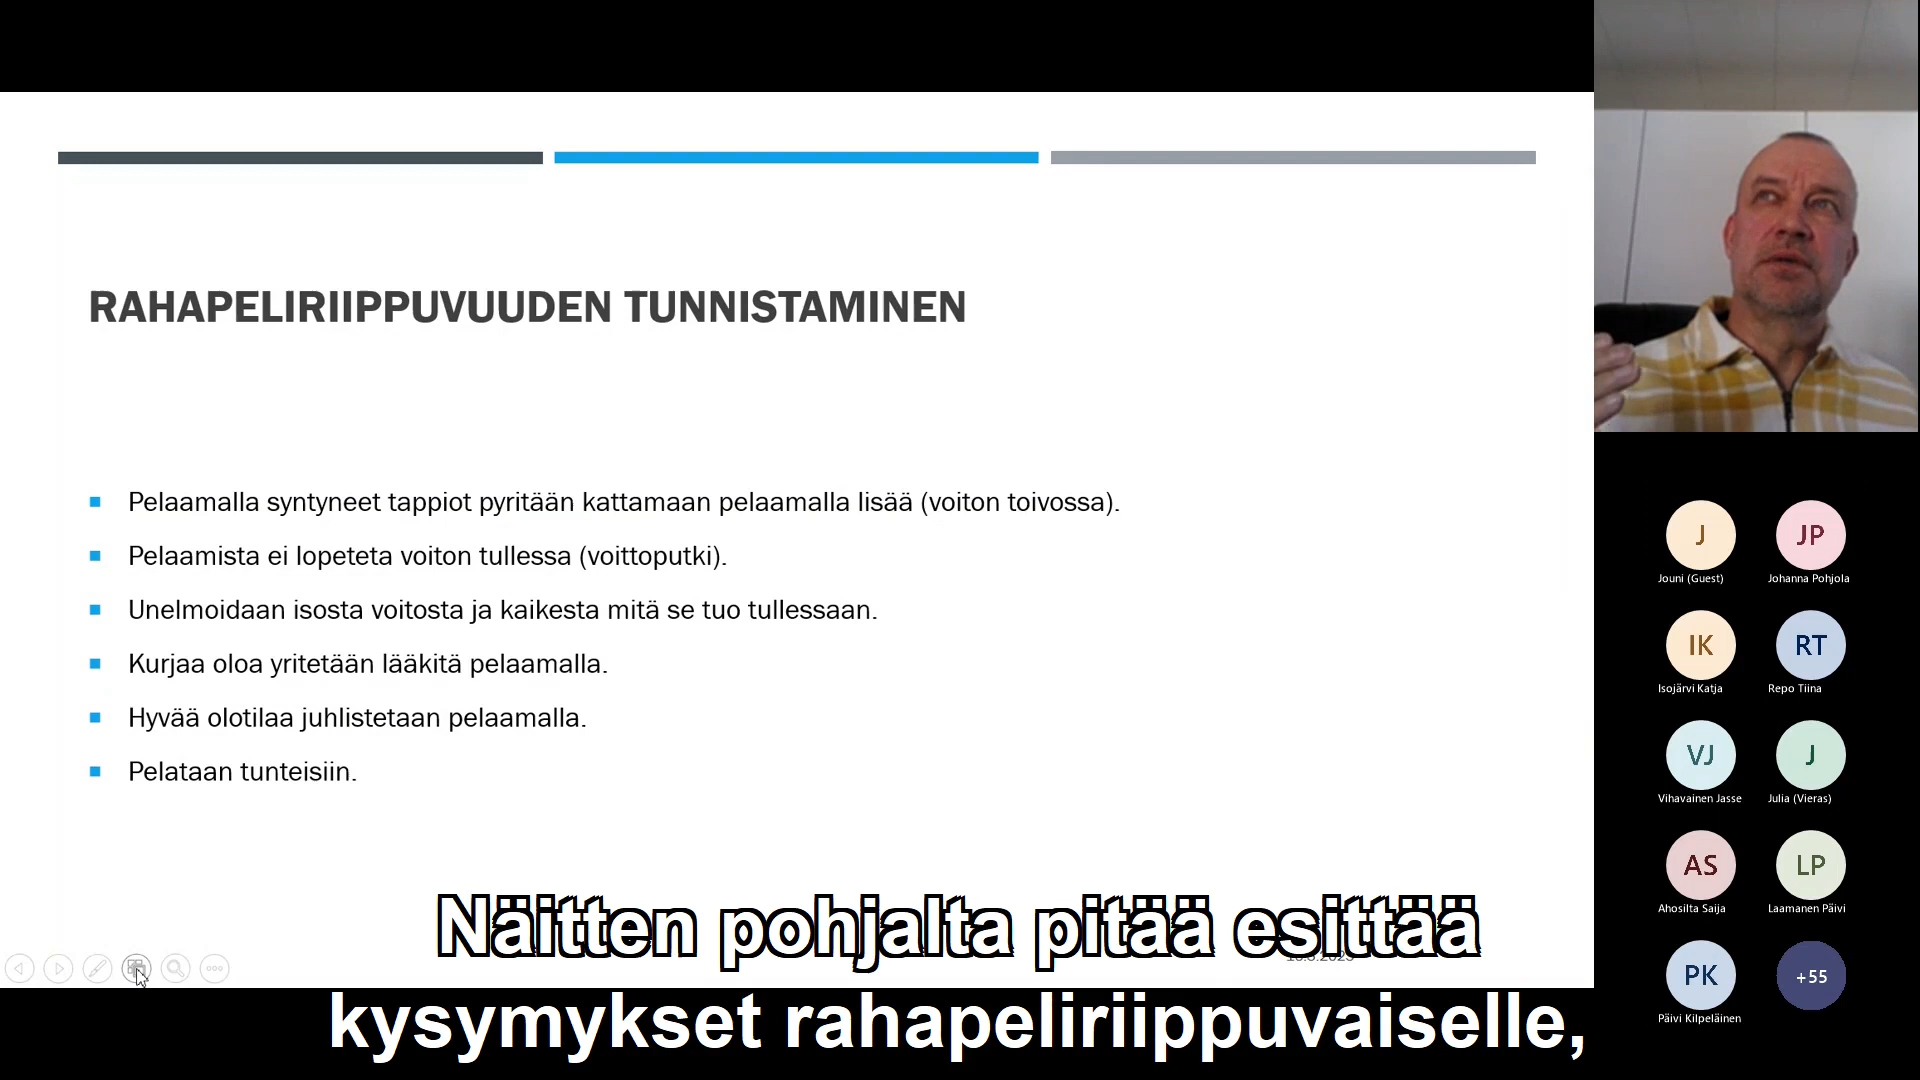 RAHAPELIRIIPPUVUUDEN TUNNISTAMINEN
Pelaamalla syntyneet tappiot pyritään kattamaan pelaamalla lisää (voiton toivossa).
Pelaamista ei lopeteta voiton tullessa (voittoputki).
Unelmoidaan isosta voitosta ja kaikesta mitä se tuo tullessaan.
Kurjaa oloa yritetään lääkitä pelaamalla.
Hyvää olotilaa juhlistetaan pelaamalla.
Pelataan tunteisiin.
Näitten pohjalta pitää esittää
kysymykset rahapeliriippuvaiselle,
J JP
Jouni (Guest) Johanna Pohjola
IK RT
Isojärvi Katja Repo Tiina
VJ J
Vihavainen Jasse Julia (Vieras)
AS LP
Ahosilta Saija Laamanen Päivi
PK +55
Päivi Kilpeläinen